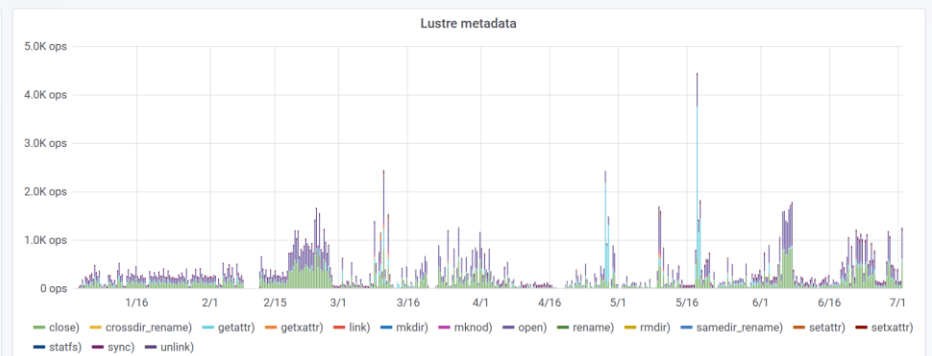 Lustre metadata
5.0K ops
4.0K ops
3.0K ops
2.0K ops
1.0K ops
0 ops
1/16 2/1 2/15 3/1 3/16 4/1 4/16 5/1 5/16 6/1 6/16 7/1
close) crossdir_rename) getattr) getxattr) link) mkdir) mknod) open) rename) rmdir) samedir_rename) setattr) setxattr)
statfs) sync) unlink)